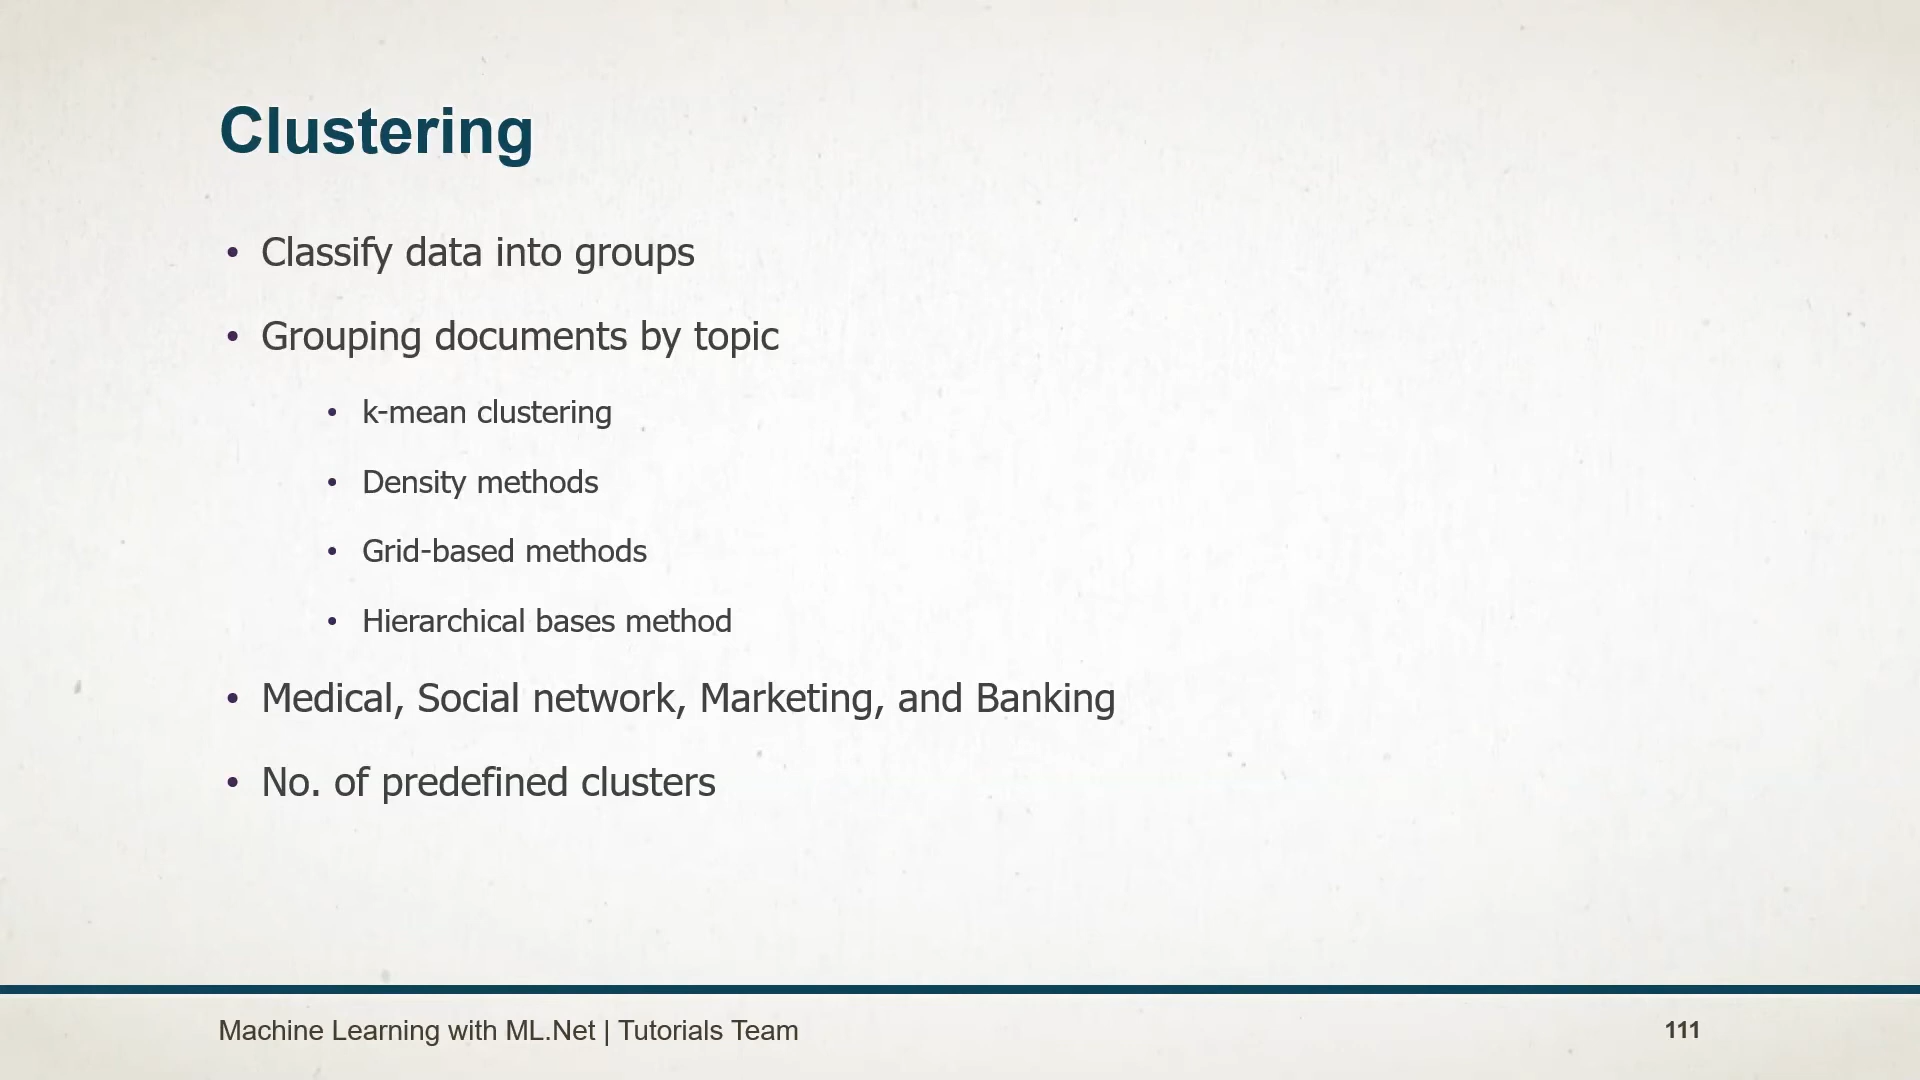 Clustering
• Classify data into groups
• Grouping documents by topic
• k-mean clustering
• Density methods
• Grid-based methods
• Hierarchical bases method
• Medical, Social network, Marketing, and Banking
• No. of predefined clusters
Machine Learning with ML.Net | Tutorials Team
111